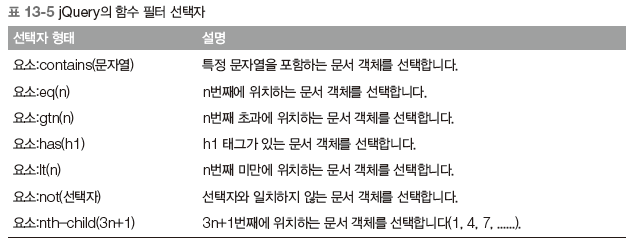 표 13-5 jQuery의 함수 필터 선택자
선택자 형태 설명
요소:contains(문자열) 특정 문자열을 포함하는 문서 객체를 선택합니다.
요소:eq(n) n번째에 위치하는 문서 객체를 선택합니다.
요소:gtn(n) n번째 초과에 위치하는 문서 객체를 선택합니다.
요소:has(h1) h1 태그가 있는 문서 객체를 선택합니다.
요소:lt(n) n번째 미만에 위치하는 문서 객체를 선택합니다.
요소:not(선택자) 선택자와 일치하지 않는 문서 객체를 선택합니다.
요소:nth-child(3n+1) 3n+1번째에 위치하는 문서 객체를 선택합니다(1, 4, 7, ......).